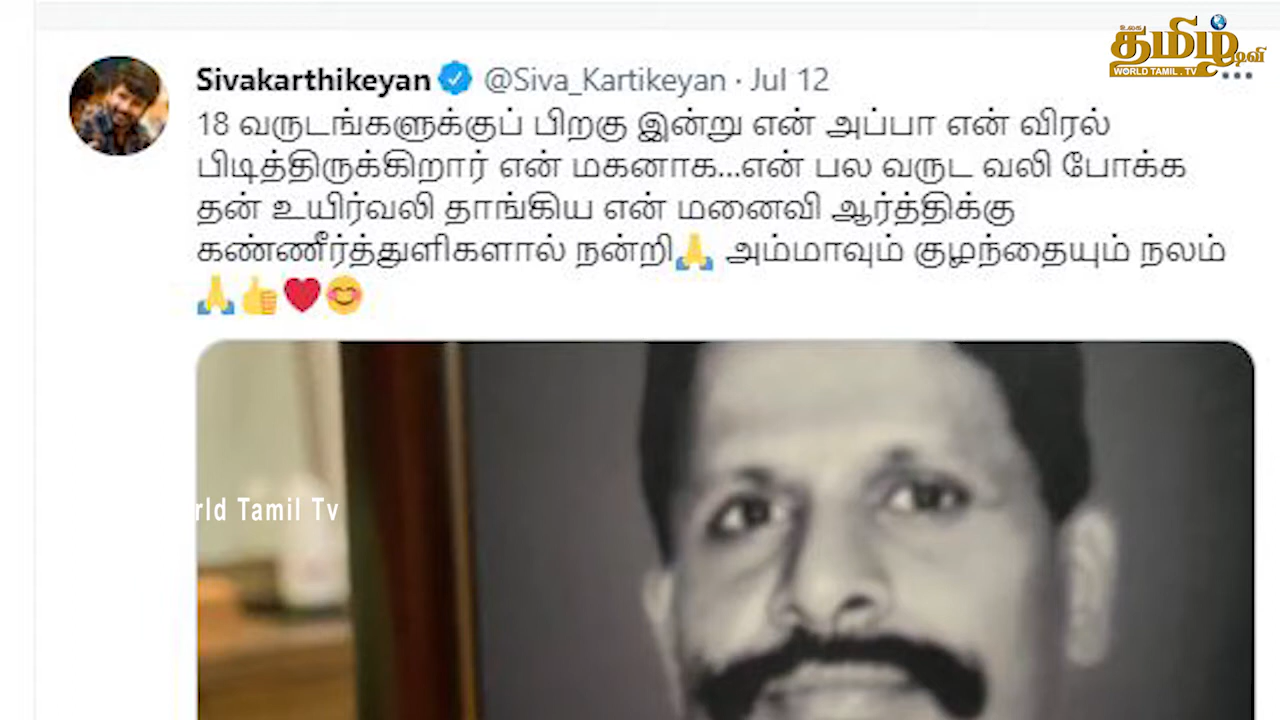 உலக
தமிழ் டிவி
WORLD TAMIL . TV
Sivakarthikeyan @Siva_Kartikeyan · Jul 12
18 வருடங்களுக்குப் பிறகு இன்று என் அப்பா என் விரல்
பிடித்திருக்கிறார் என் மகனாக...என் பல வருட வலி போக்க
தன் உயிர்வலி தாங்கிய என் மனைவி ஆர்த்திக்கு
கண்ணீர்த்துளிகளால் நன்றி🙏 அம்மாவும் குழந்தையும் நலம்
🙏👍❤️😊
rld Tamil Tv